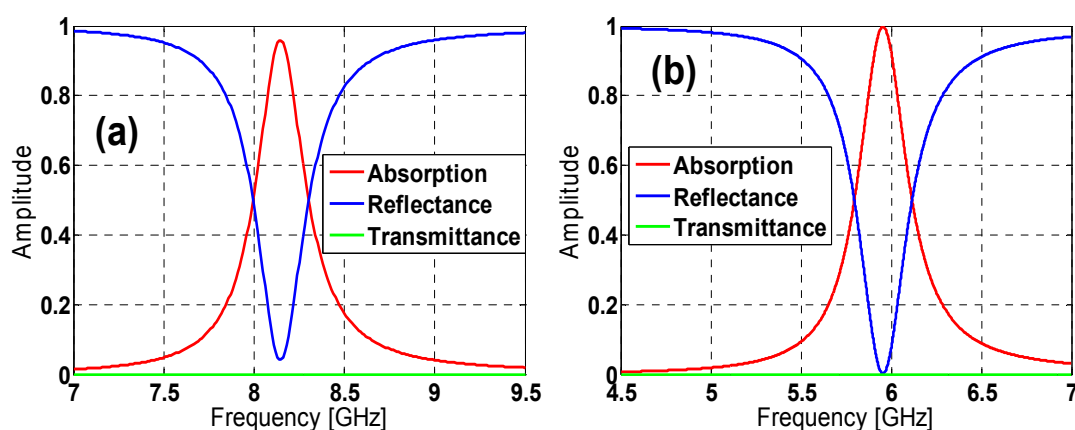 (a)
Amplitude
1
0.8
0.6
0.4
0.2
0
Absorption
Reflectance
Transmittance
7
7.5
8
8.5
9
9.5
Frequency [GHz]
(b)
Amplitude
1
0.8
0.6
0.4
0.2
0
Absorption
Reflectance
Transmittance
4.5
5
5.5
6
6.5
7
Frequency [GHz]